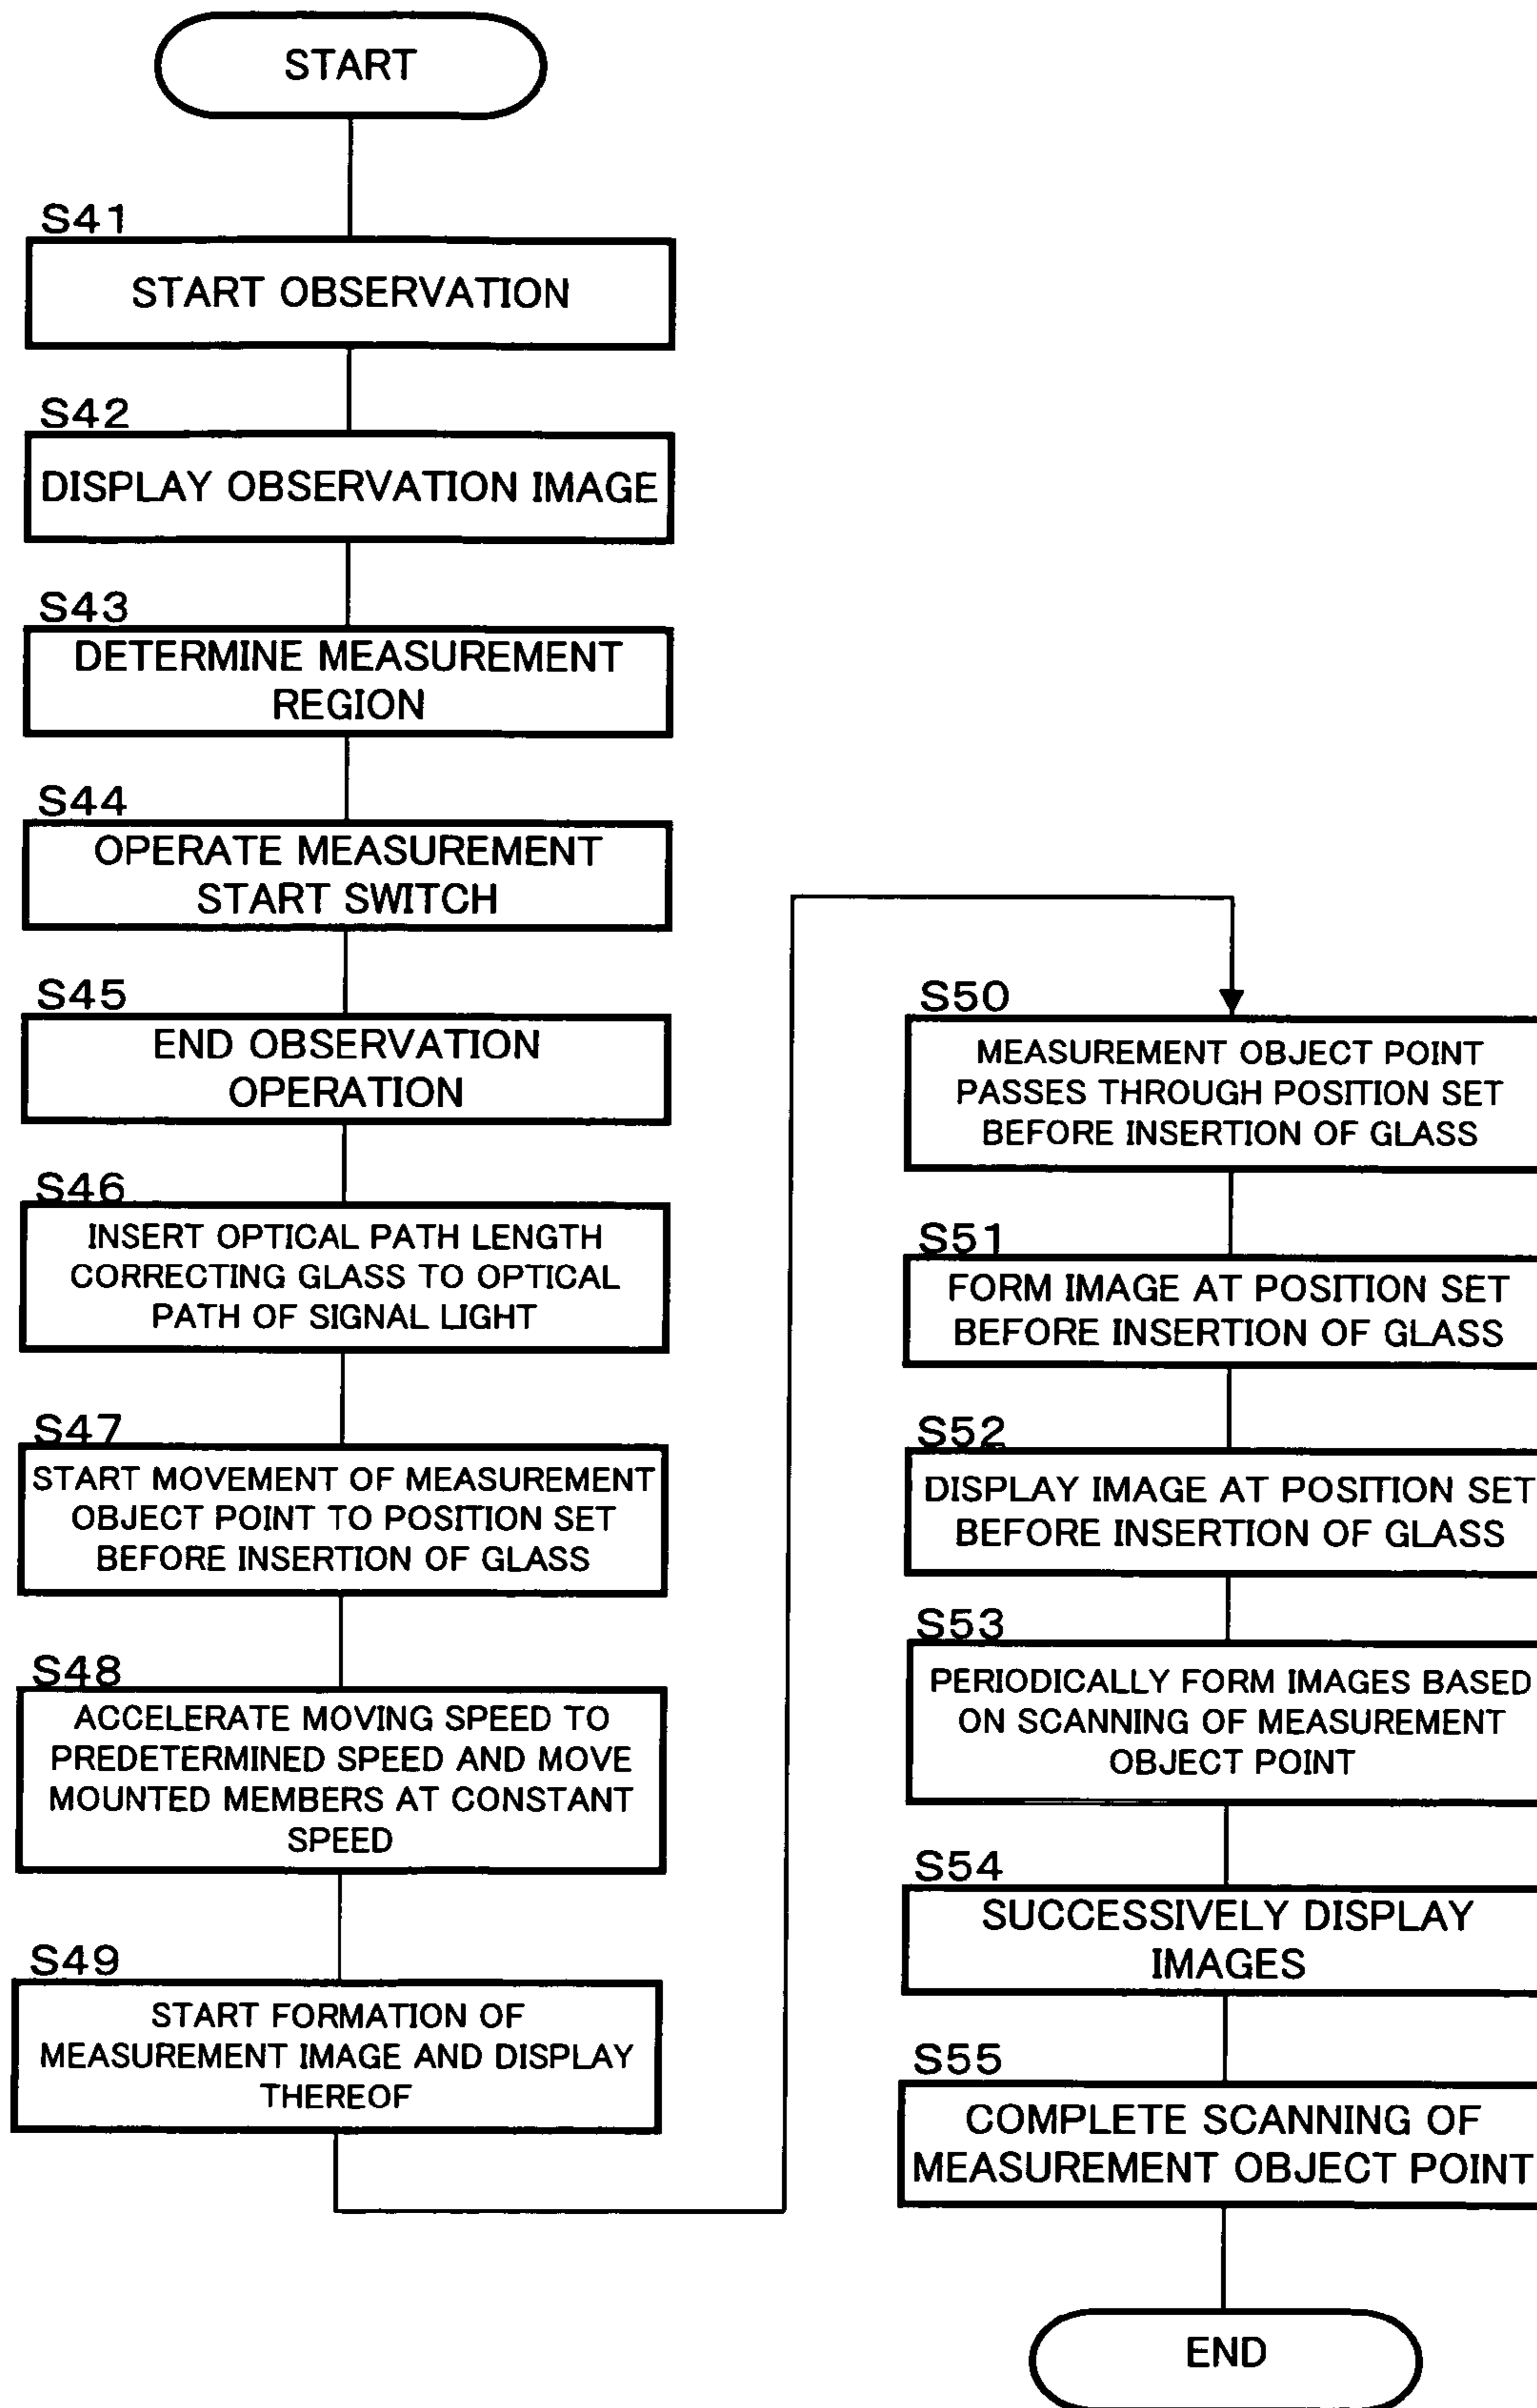 START
S41
START OBSERVATION
S42
DISPLAY OBSERVATION IMAGE
S43
DETERMINE MEASUREMENT
REGION
S44
OPERATE MEASUREMENT
START SWITCH
S45
END OBSERVATION
OPERATION
S46
INSERT OPTICAL PATH LENGTH
CORRECTING GLASS TO OPTICAL
PATH OF SIGNAL LIGHT
S47
START MOVEMENT OF MEASUREMENT
OBJECT POINT TO POSITION SET
BEFORE INSERTION OF GLASS
S48
ACCELERATE MOVING SPEED TO
PREDETERMINED SPEED AND MOVE
MOUNTED MEMBERS AT CONSTANT
SPEED
S49
START FORMATION OF
MEASUREMENT IMAGE AND DISPLAY
THEREOF
S50
MEASUREMENT OBJECT POINT
PASSES THROUGH POSITION SET
BEFORE INSERTION OF GLASS
S51
FORM IMAGE AT POSITION SET
BEFORE INSERTION OF GLASS
S52
DISPLAY IMAGE AT POSITION SET
BEFORE INSERTION OF GLASS
S53
PERIODICALLY FORM IMAGES BASED
ON SCANNING OF MEASUREMENT
OBJECT POINT
S54
SUCCESSIVELY DISPLAY
IMAGES
S55
COMPLETE SCANNING OF
MEASUREMENT OBJECT POINT
END